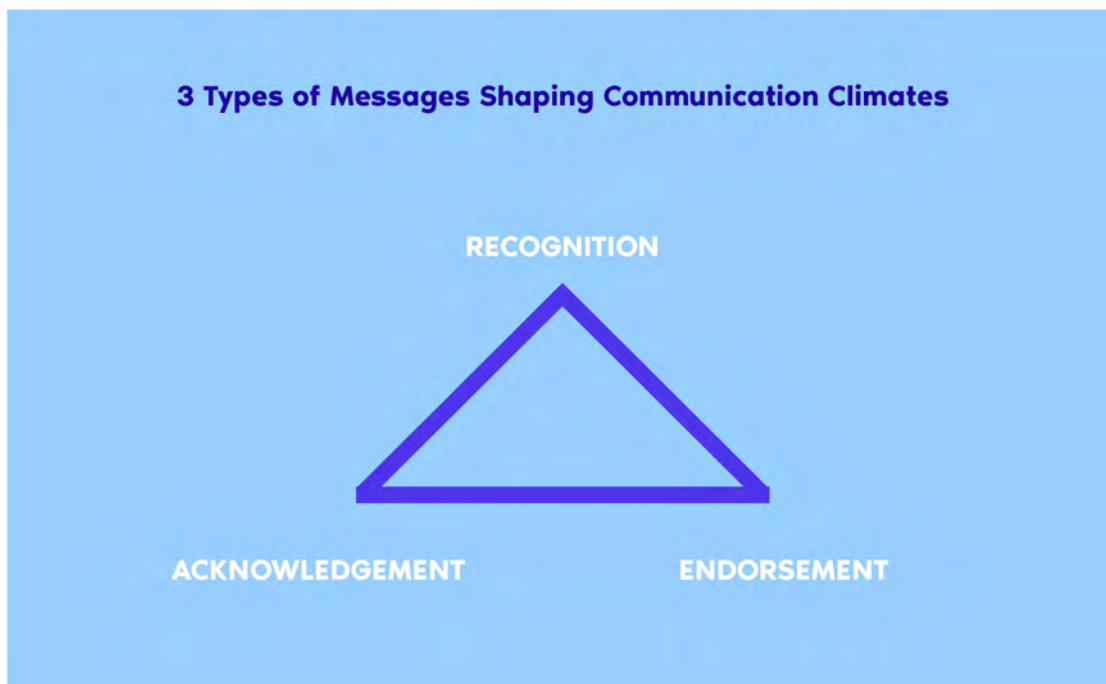 3 Types of Messages Shaping Communication Climates
RECOGNITION
ACKNOWLEDGEMENT
ENDORSEMENT